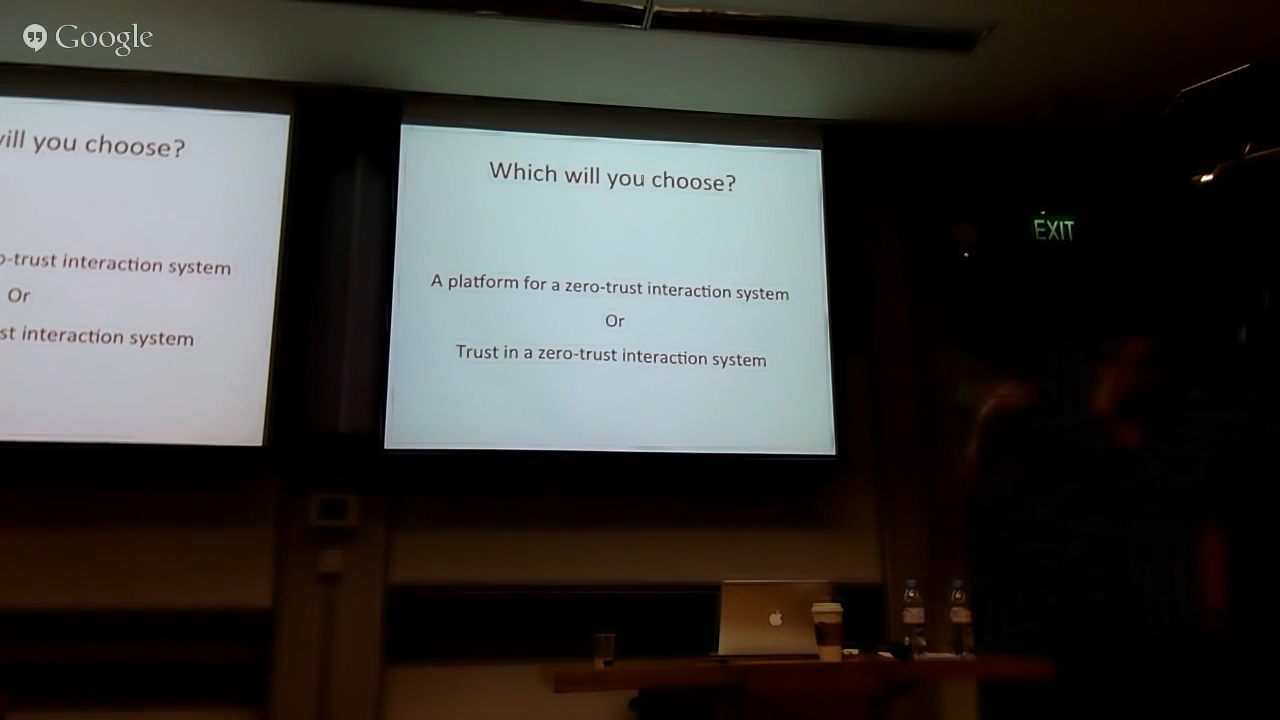 Google
will you choose?
o-trust interaction system
Or
st interaction system
Which will you choose?
A platform for a zero-trust interaction system
Or
Trust in a zero-trust interaction system
EXIT